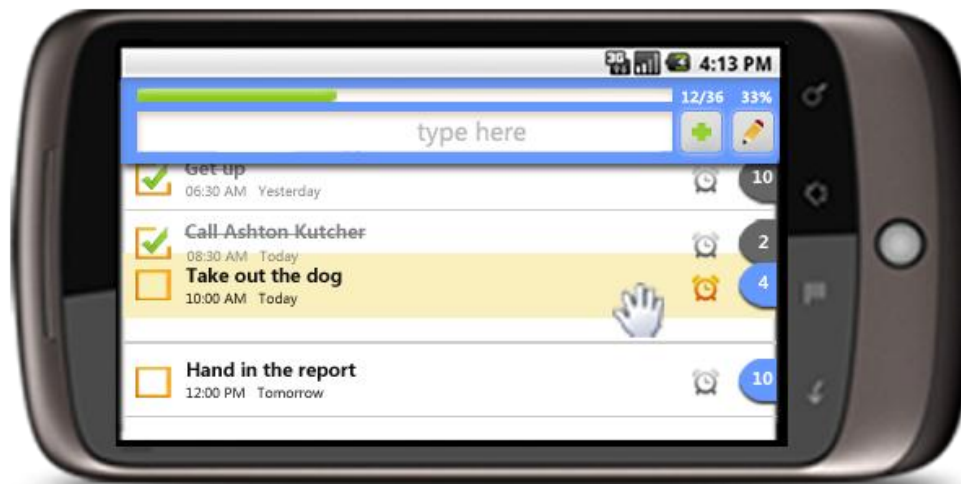 3G
4:13 PM
12/36 33%
type here
Get up
06:30 AM Yesterday
10
Call Ashton Kutcher
08:30 AM Today
2
Take out the dog
10:00 AM Today
4
Hand in the report
12:00 PM Tomorrow
10